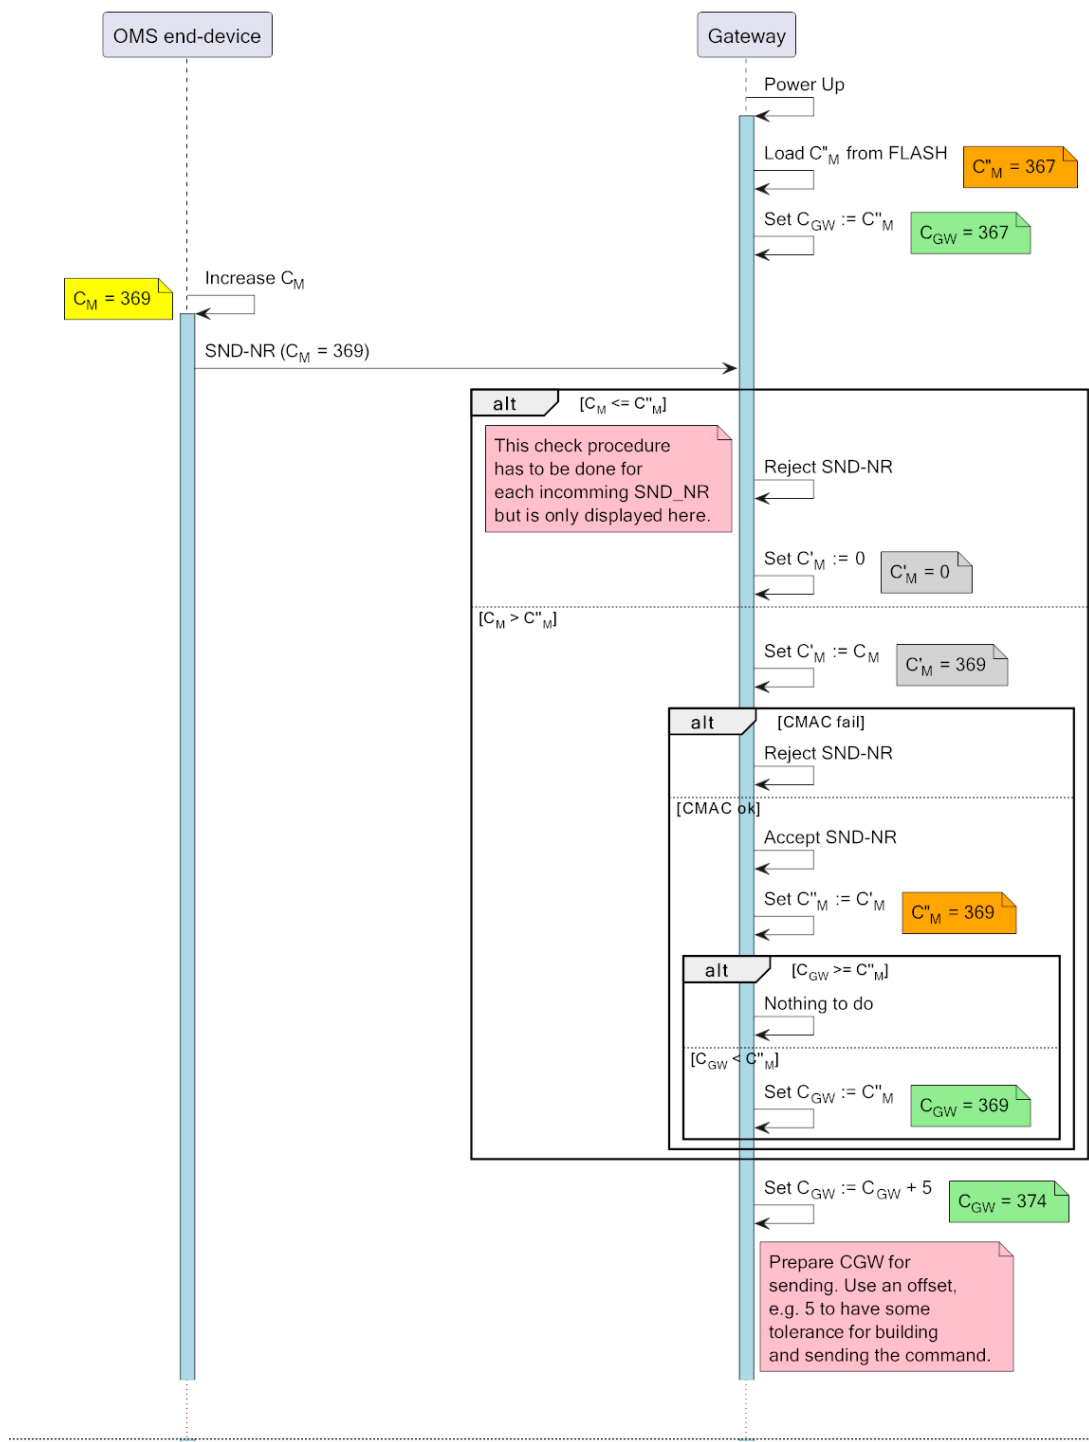 OMS end-device
Gateway
Power Up
Load C"M from FLASH
C"M = 367
Set CGW := C"M
CGW = 367
Increase CM
CM = 369
SND-NR (CM = 369)
alt
[CM <= C"M]
This check procedure
has to be done for
each incomming SND_NR
but is only displayed here.
Reject SND-NR
Set C'M := 0
C'M = 0
[CM > C"M]
Set C'M := CM
C'M = 369
alt
[CMAC fail]
Reject SND-NR
[CMAC ok]
Accept SND-NR
Set C"M := C'M
C"M = 369
alt
[CGW >= C"M]
Nothing to do
[CGW < C"M]
Set CGW := C"M
CGW = 369
Set CGW := CGW + 5
CGW = 374
Prepare CGW for
sending. Use an offset,
e.g. 5 to have some
tolerance for building
and sending the command.